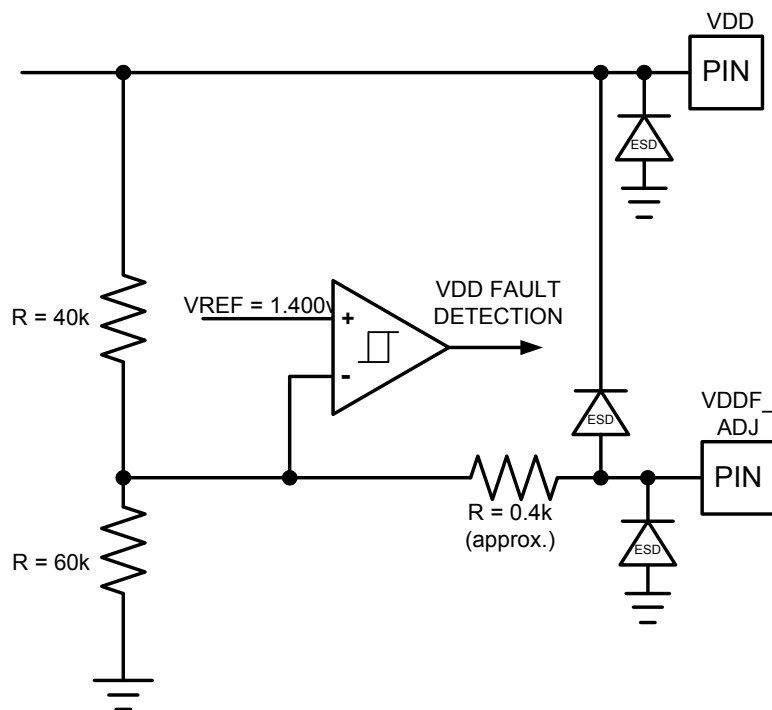 VDD
PIN
ESD
R = 40k
VREF = 1.400v
+
-
VDD FAULT
DETECTION
ESD
VDDF_
ADJ
PIN
R = 0.4k
(approx.)
R = 60k
ESD